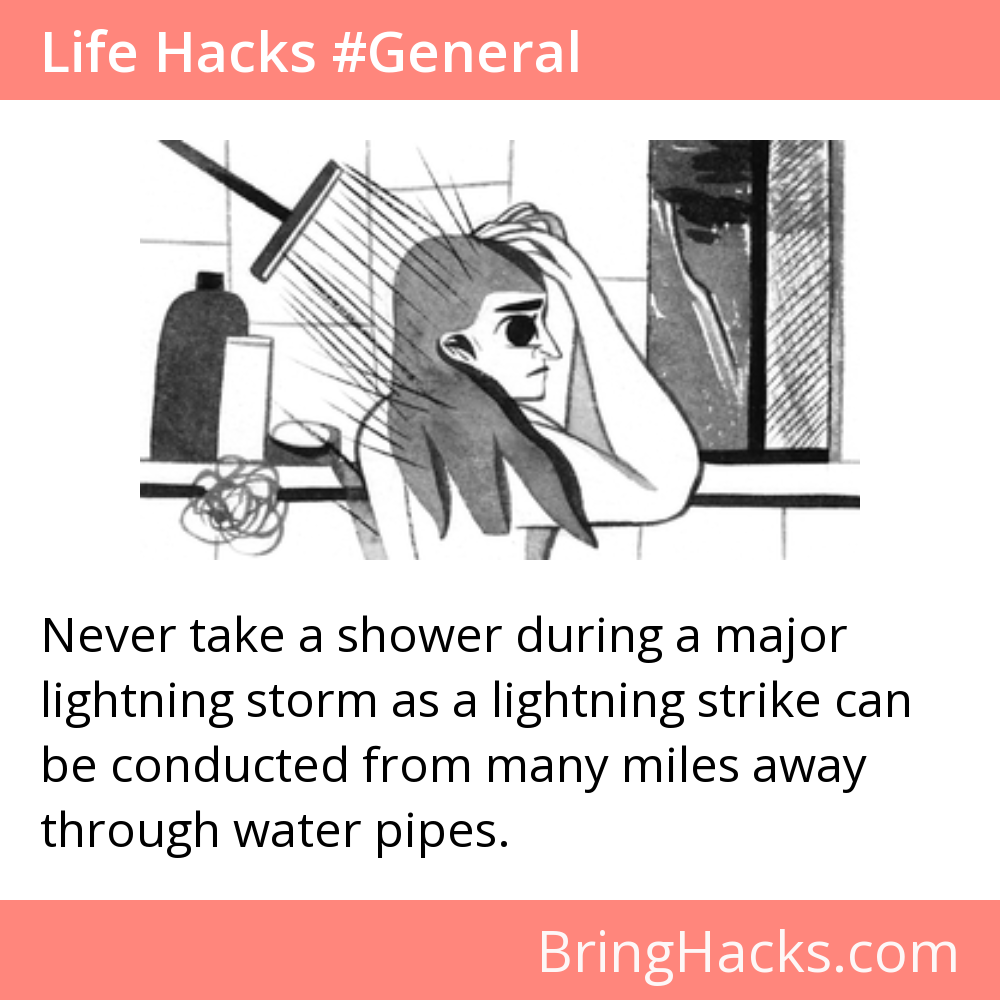 Life Hacks #General
Never take a shower during a major
lightning storm as a lightning strike can
be conducted from many miles away
through water pipes.
BringHacks.com